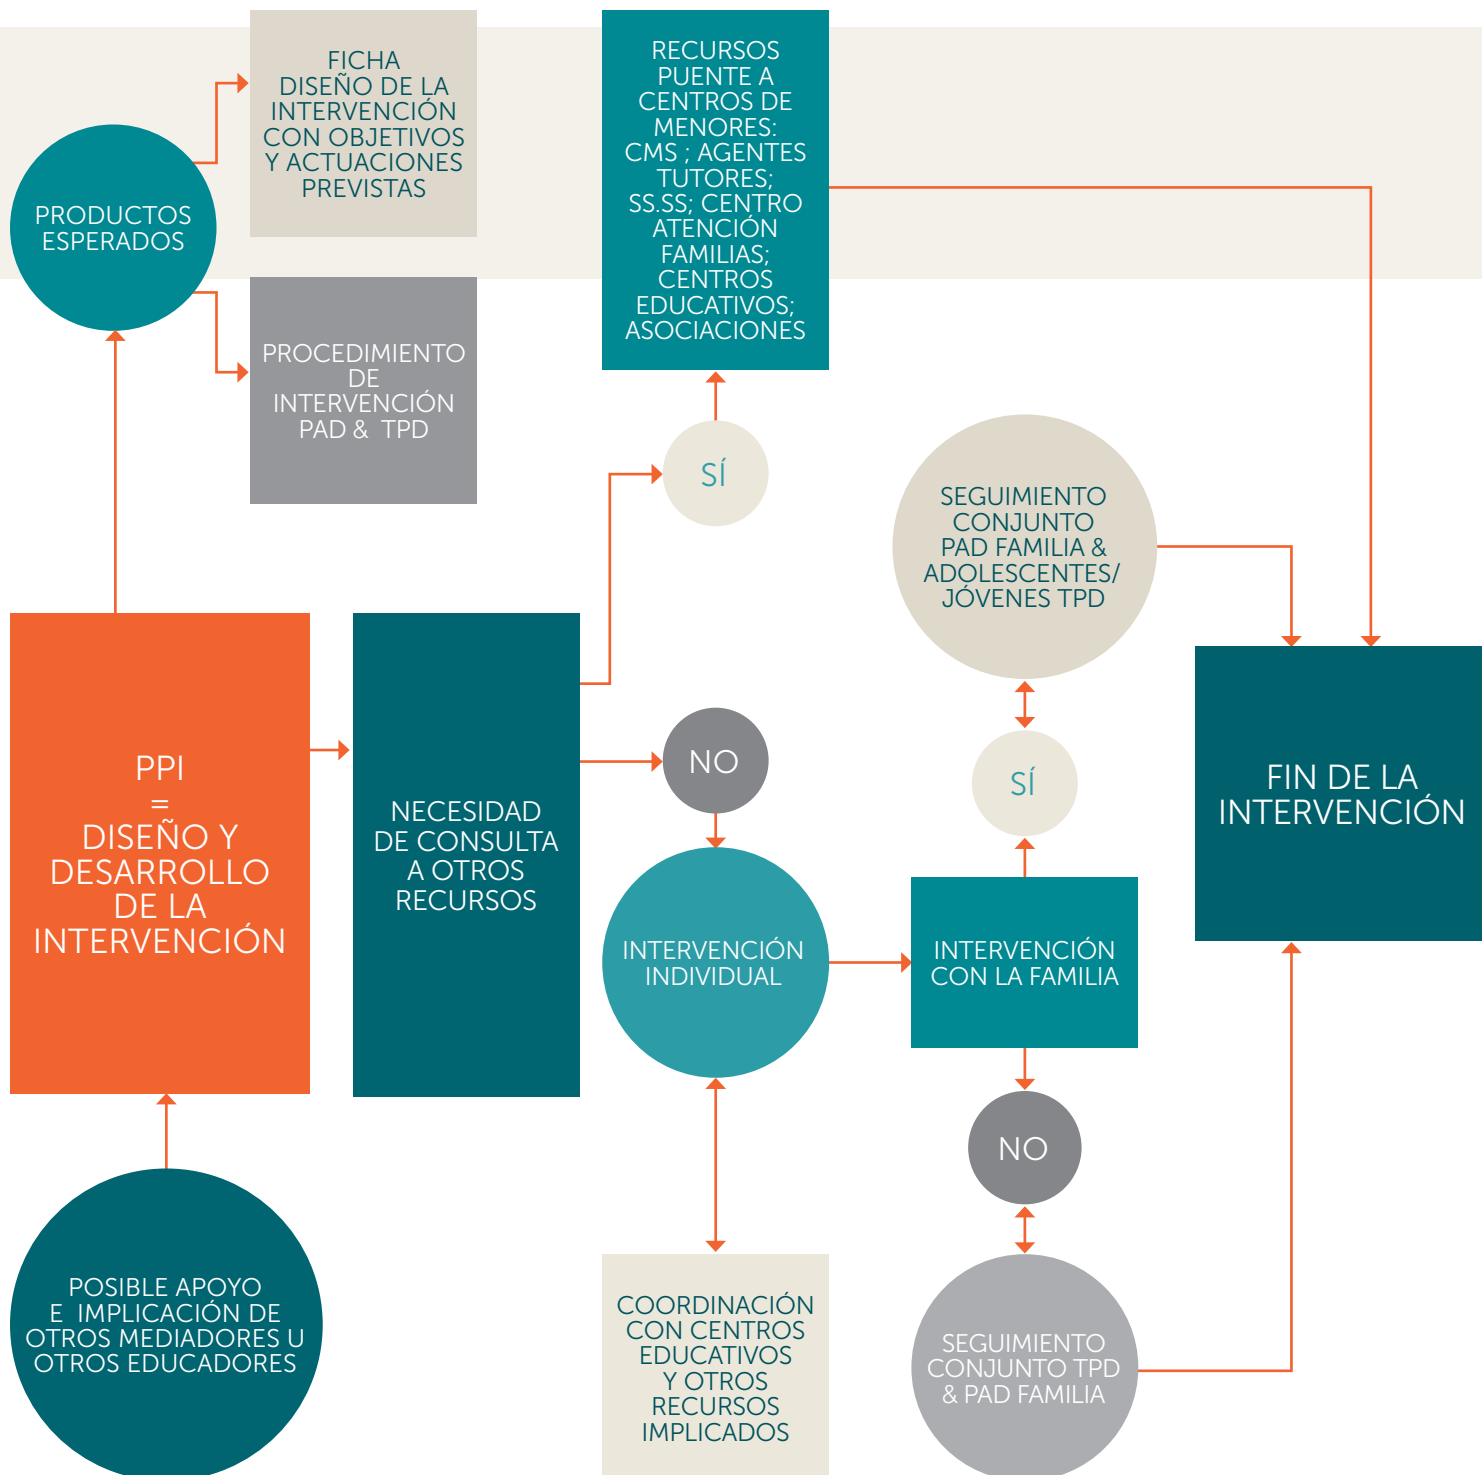 FICHA
DISEÑO DE LA
INTERVENCIÓN
CON OBJETIVOS
Y ACTUACIONES
PREVISTAS
RECURSOS
PUENTE A
CENTROS DE
MENORES:
CMS ; AGENTES
TUTORES;
SS.SS; CENTRO
ATENCIÓN
FAMILIAS;
CENTROS
EDUCATIVOS;
ASOCIACIONES
PRODUCTOS
ESPERADOS
PROCEDIMIENTO
DE
INTERVENCIÓN
PAD & TPD
SÍ
SEGUIMIENTO
CONJUNTO
PAD FAMILIA &
ADOLESCENTES/
JÓVENES TPD
PPI
=
DISEÑO Y
DESARROLLO
DE LA
INTERVENCIÓN
NECESIDAD
DE CONSULTA
A OTROS
RECURSOS
NO
SÍ
FIN DE LA
INTERVENCIÓN
INTERVENCIÓN
INDIVIDUAL
INTERVENCIÓN
CON LA FAMILIA
NO
POSIBLE APOYO
E IMPLICACIÓN DE
OTROS MEDIADORES U
OTROS EDUCADORES
COORDINACIÓN
CON CENTROS
EDUCATIVOS
Y OTROS
RECURSOS
IMPLICADOS
SEGUIMIENTO
CONJUNTO TPD
& PAD FAMILIA